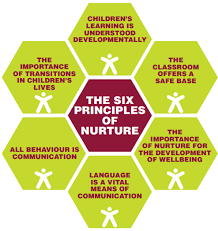 CHILDREN'S
LEARNING IS
UNDERSTOOD
DEVELOPMENTALLY
THE
IMPORTANCE
OF TRANSITIONS
IN CHILDREN'S
LIVES
THE
CLASSROOM
OFFERS A
SAFE BASE
THE SIX
PRINCIPLES
OF
NURTURE
ALL BEHAVIOUR IS
COMMUNICATION
THE
IMPORTANCE OF
NURTURE FOR THE
DEVELOPMENT OF
WELLBEING
LANGUAGE
IS A VITAL
MEANS OF
COMMUNICATION